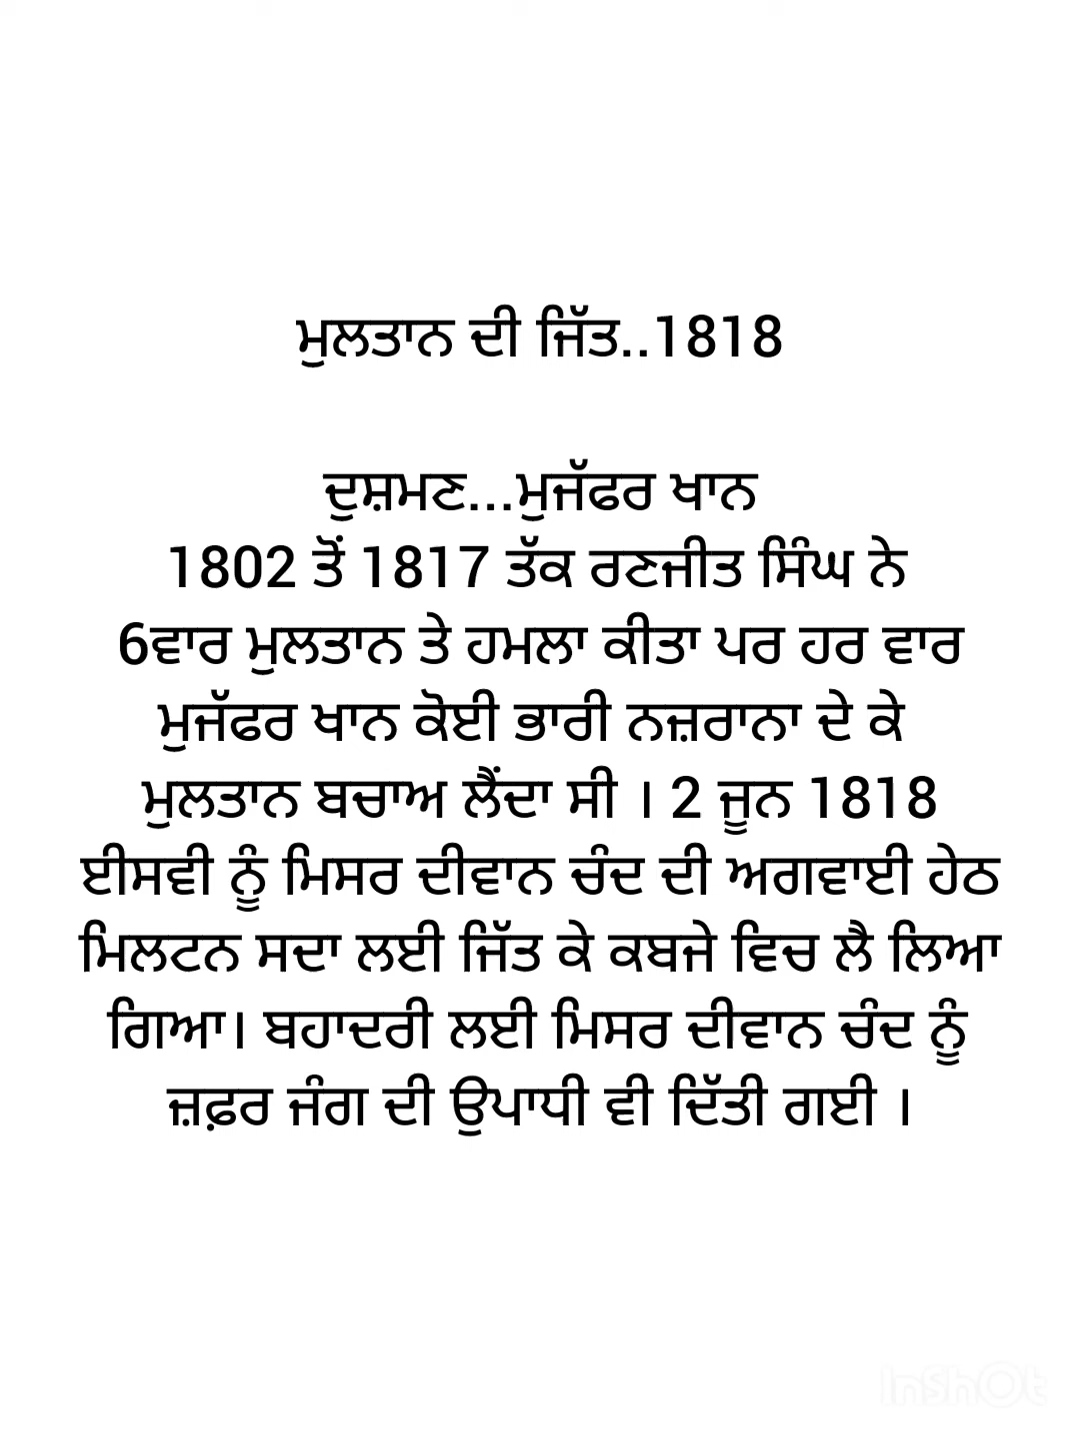 ਮੁਲਤਾਨ ਦੀ ਜਿੱਤ..1818
ਦੁਸ਼ਮਣ...ਮੁਜੱਫਰ ਖਾਨ
1802 ਤੋਂ 1817 ਤੱਕ ਰਣਜੀਤ ਸਿੰਘ ਨੇ
6ਵਾਰ ਮੁਲਤਾਨ ਤੇ ਹਮਲਾ ਕੀਤਾ ਪਰ ਹਰ ਵਾਰ
ਮੁਜੱਫਰ ਖਾਨ ਕੋਈ ਭਾਰੀ ਨਜ਼ਰਾਨਾ ਦੇ ਕੇ
ਮੁਲਤਾਨ ਬਚਾਅ ਲੈਂਦਾ ਸੀ । 2 ਜੂਨ 1818
ਈਸਵੀ ਨੂੰ ਮਿਸਰ ਦੀਵਾਨ ਚੰਦ ਦੀ ਅਗਵਾਈ ਹੇਠ
ਮਿਲਟਨ ਸਦਾ ਲਈ ਜਿੱਤ ਕੇ ਕਬਜੇ ਵਿਚ ਲੈ ਲਿਆ
ਗਿਆ। ਬਹਾਦਰੀ ਲਈ ਮਿਸਰ ਦੀਵਾਨ ਚੰਦ ਨੂੰ
ਜ਼ਫ਼ਰ ਜੰਗ ਦੀ ਉਪਾਧੀ ਵੀ ਦਿੱਤੀ ਗਈ ।
InShOt